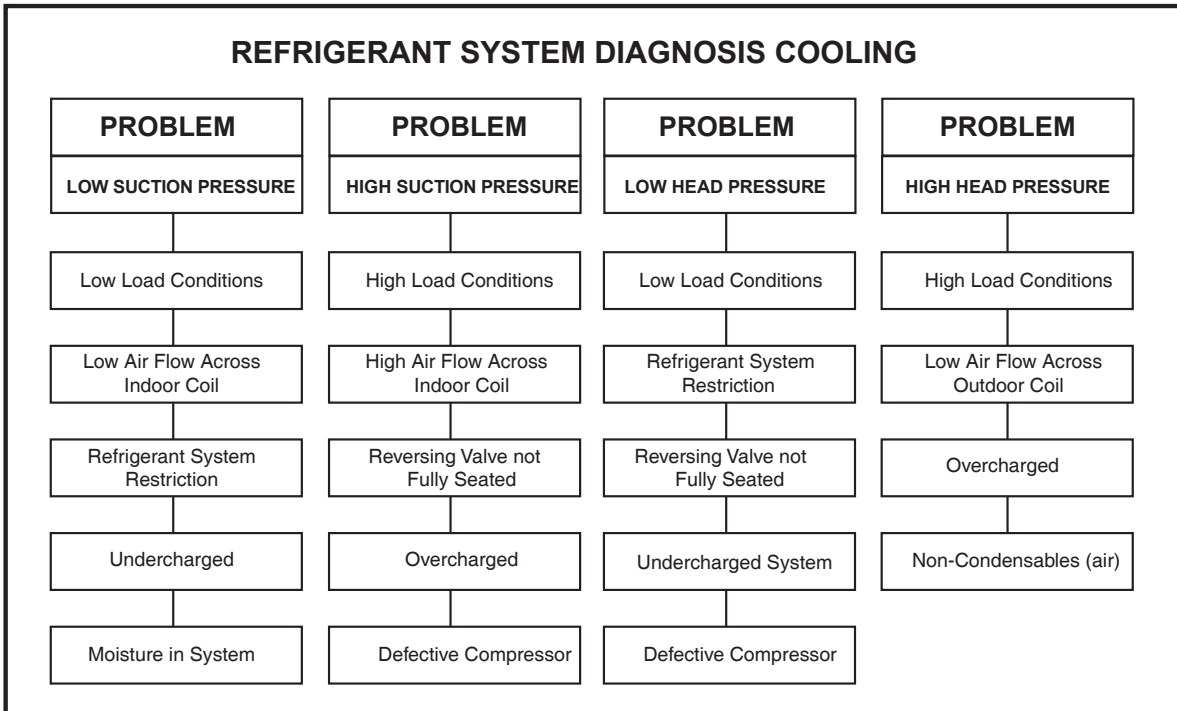 REFRIGERANT SYSTEM DIAGNOSIS COOLING
PROBLEM
LOW SUCTION PRESSURE
Low Load Conditions
Low Air Flow Across
Indoor Coil
Refrigerant System
Restriction
Undercharged
Moisture in System
PROBLEM
HIGH SUCTION PRESSURE
High Load Conditions
High Air Flow Across
Indoor Coil
Reversing Valve not
Fully Seated
Overcharged
Defective Compressor
PROBLEM
LOW HEAD PRESSURE
Low Load Conditions
Refrigerant System
Restriction
Reversing Valve not
Fully Seated
Undercharged System
Defective Compressor
PROBLEM
HIGH HEAD PRESSURE
High Load Conditions
Low Air Flow Across
Outdoor Coil
Overcharged
Non-Condensables (air)